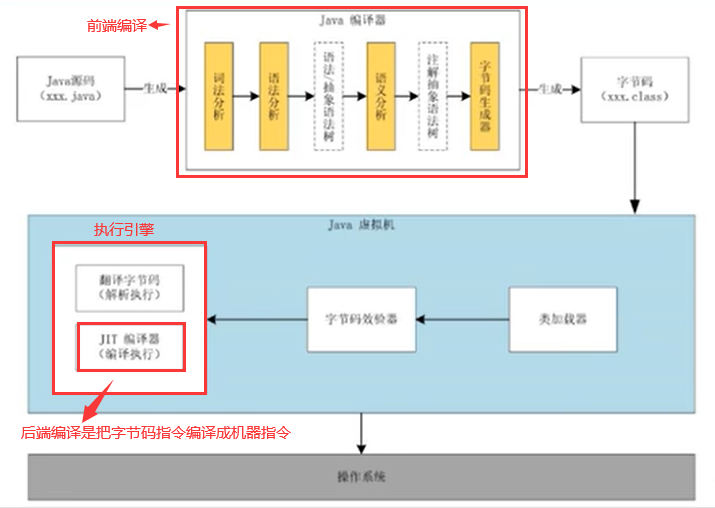 前端编译
Java 编译器
Java源码
(xxx.java)
生成
词法分析
语法分析
语法/抽象语法树
语义分析
注解抽象语法树
字节码生成器
生成
字节码
(xxx.class)
Java 虚拟机
执行引擎
翻译字节码
(解析执行)
JIT 编译器
(编译执行)
字节码效验器
类加载器
后端编译是把字节码指令编译成机器指令
操作系统